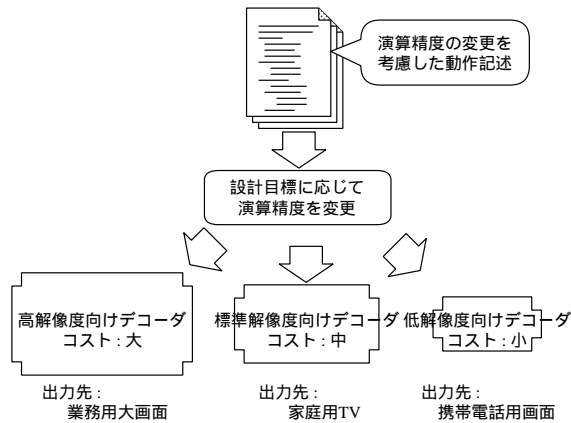 演算精度の変更を
考慮した動作記述
設計目標に応じて
演算精度を変更
高解像度向けデコーダ
コスト : 大
標準解像度向けデコーダ
コスト : 中
低解像度向けデコーダ
コスト : 小
出力先 :
業務用大画面
出力先 :
家庭用TV
出力先 :
携帯電話用画面